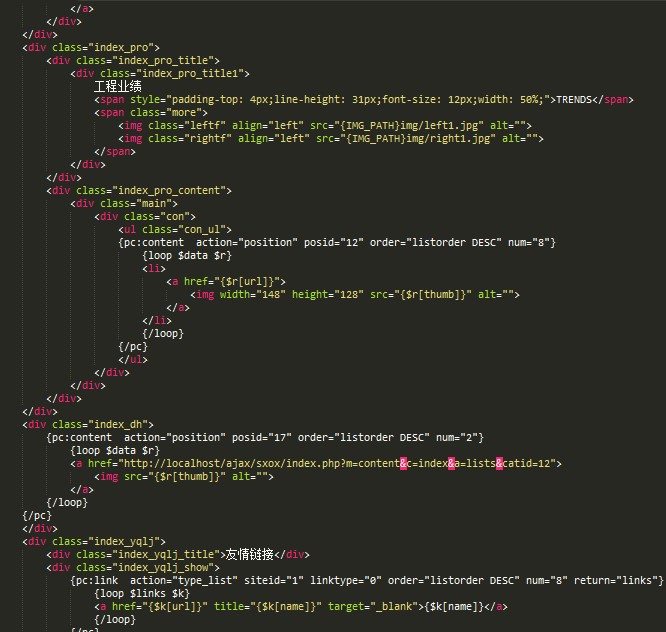 </a>
</div>
</div>
<div class="index_pro">
<div class="index_pro_title">
<div class="index_pro_title1">
工程业绩
<span style="padding-top: 4px;line-height: 31px;font-size: 12px;width: 50%;">TRENDS</span>
<span class="more">
<img class="leftf" align="left" src="{IMG_PATH}img/left1.jpg" alt="">
<img class="rightf" align="left" src="{IMG_PATH}img/right1.jpg" alt="">
</span>
</div>
</div>
<div class="index_pro_content">
<div class="main">
<div class="con">
<ul class="con_ul">
{pc:content  action="position" posid="12" order="listorder DESC" num="8"}
{loop $data $r}
<li>
<a href="{$r[url]}">
<img width="148" height="128" src="{$r[thumb]}" alt="">
</a>
</li>
{/loop}
{/pc}
</ul>
</div>
</div>
</div>
</div>
<div class="index_dh">
{pc:content  action="position" posid="17" order="listorder DESC" num="2"}
{loop $data $r}
<a href="http://localhost/ajax/sxox/index.php?m=content&c=index&a=lists&catid=12">
<img src="{$r[thumb]}" alt="">
</a>
{/loop}
{/pc}
</div>
<div class="index_yqlj">
<div class="index_yqlj_title">友情链接</div>
<div class="index_yqlj_show">
{pc:link  action="type_list" siteid="1" linktype="0" order="listorder DESC" num="8" return="links"}
{loop $links $k}
<a href="{$k[url]}" title="{$k[name]}" target="_blank">{$k[name]}</a>
{/loop}
{/pc}